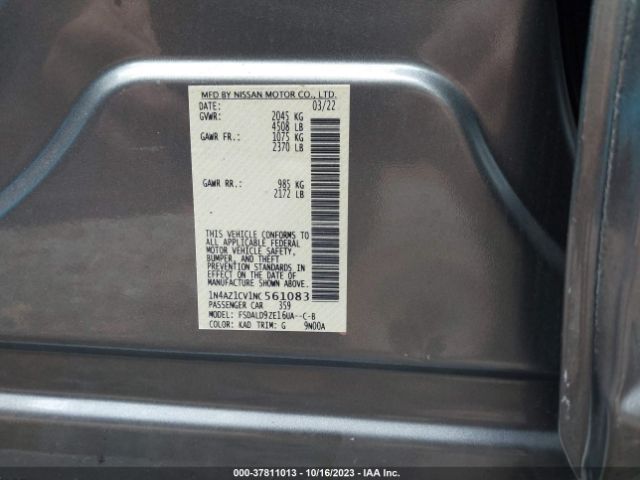 MFD BY NISSAN MOTOR CO., LTD.
DATE: 03/22
GVWR: 2045 KG
4508 LB
GAWR FR.: 1075 KG
2370 LB
GAWR RR.: 985 KG
2172 LB
THIS VEHICLE CONFORMS TO
ALL APPLICABLE FEDERAL
MOTOR VEHICLE SAFETY,
BUMPER, AND THEFT
PREVENTION STANDARDS IN
EFFECT ON THE DATE OF
MANUFACTURE SHOWN ABOVE.
1N4AZ1CV1NC561083
PASSENGER CAR 359
MODEL: FSDALD9ZE16UA--C-B
COLOR: KAD TRIM: G 9N00A
000-37811013 - 10/16/2023 - IAA Inc.